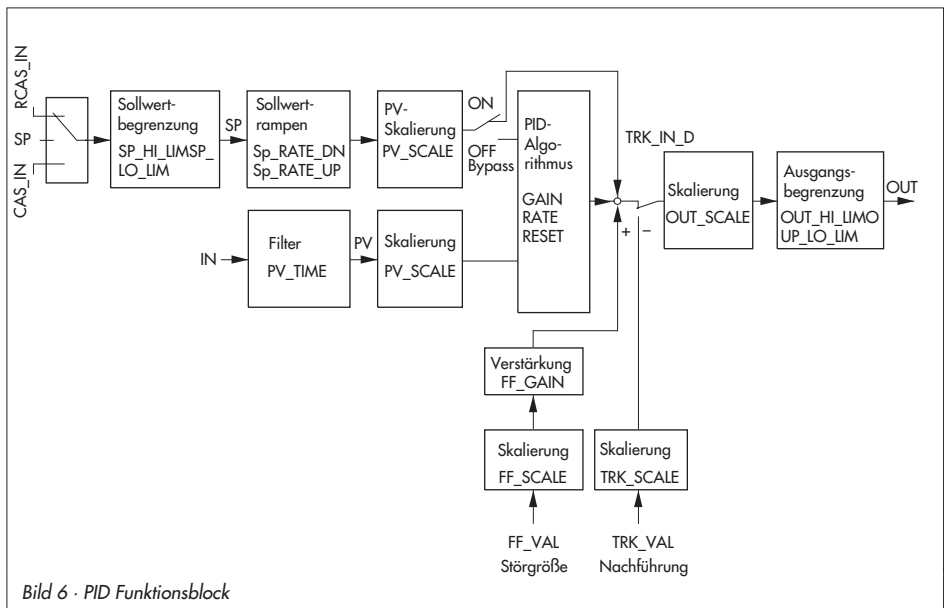 RCAS_IN
SP
CAS_IN
Sollwert-
begrenzung
SP_HI_LIMSP_
LO_LIM
SP
Sollwert-
rampen
Sp_RATE_DN
Sp_RATE_UP
PV-
Skalierung
PV_SCALE
ON
OFF
Bypass
PID-
Algo-
rithmus
GAIN
RATE
RESET
TRK_IN_D
+
–
Skalierung
OUT_SCALE
Ausgangs-
begrenzung
OUT_HI_LIMO
UP_LO_LIM
OUT
IN
Filter
PV_TIME
PV
Skalierung
PV_SCALE
Verstärkung
FF_GAIN
Skalierung
FF_SCALE
Skalierung
TRK_SCALE
FF_VAL
Störgröße
TRK_VAL
Nachführung
Bild 6 · PID Funktionsblock